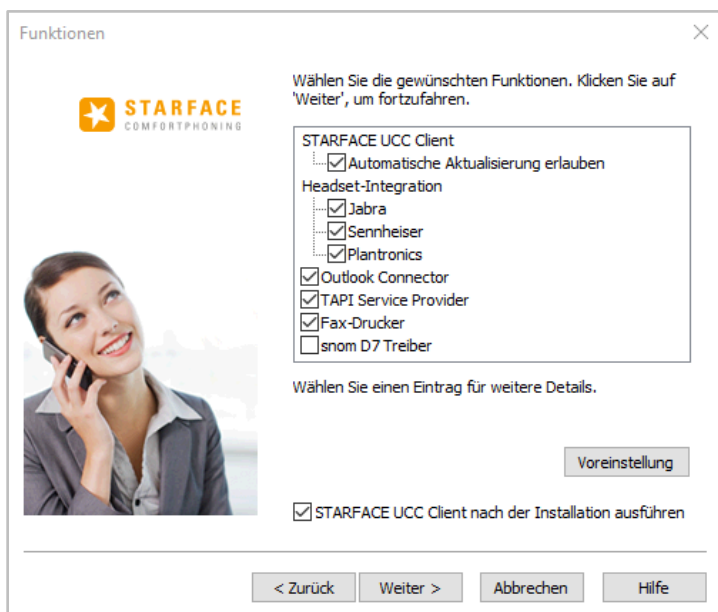 Funktionen
STARFACE
COMFORTPHONING
Wählen Sie die gewünschten Funktionen. Klicken Sie auf
'Weiter', um fortzufahren.
STARFACE UCC Client
Automatische Aktualisierung erlauben
Headset-Integration
Jabra
Sennheiser
Plantronics
Outlook Connector
TAPI Service Provider
Fax-Drucker
snom D7 Treiber
Wählen Sie einen Eintrag für weitere Details.
Voreinstellung
STARFACE UCC Client nach der Installation ausführen
< Zurück
Weiter >
Abbrechen
Hilfe